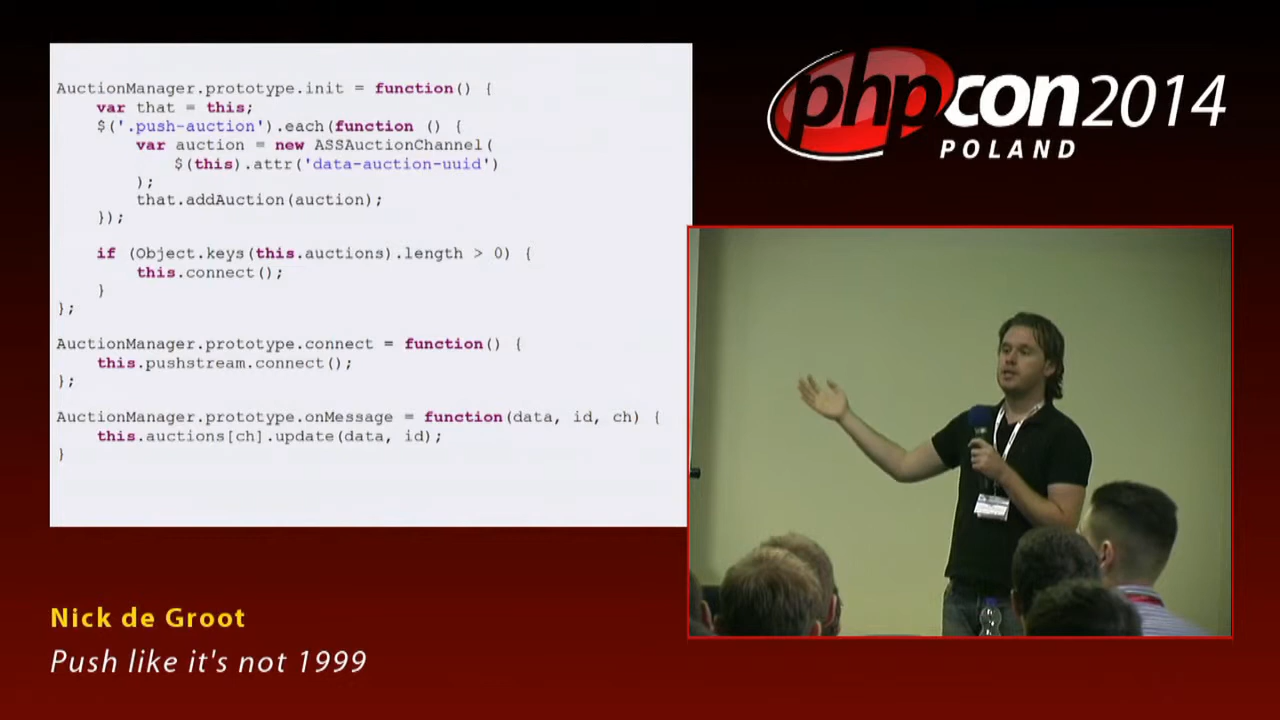 AuctionManager.prototype.init = function() {
var that = this;
$('.push-auction').each(function () {
var auction = new ASSAuctionChannel(
$(this).attr('data-auction-uuid')
);
that.addAuction(auction);
});
if (Object.keys(this.auctions).length > 0) {
this.connect();
}
};
AuctionManager.prototype.connect = function() {
this.pushstream.connect();
};
AuctionManager.prototype.onMessage = function(data, id, ch) {
this.auctions[ch].update(data, id);
}
phpcon 2014
POLAND
Nick de Groot
Push like it's not 1999